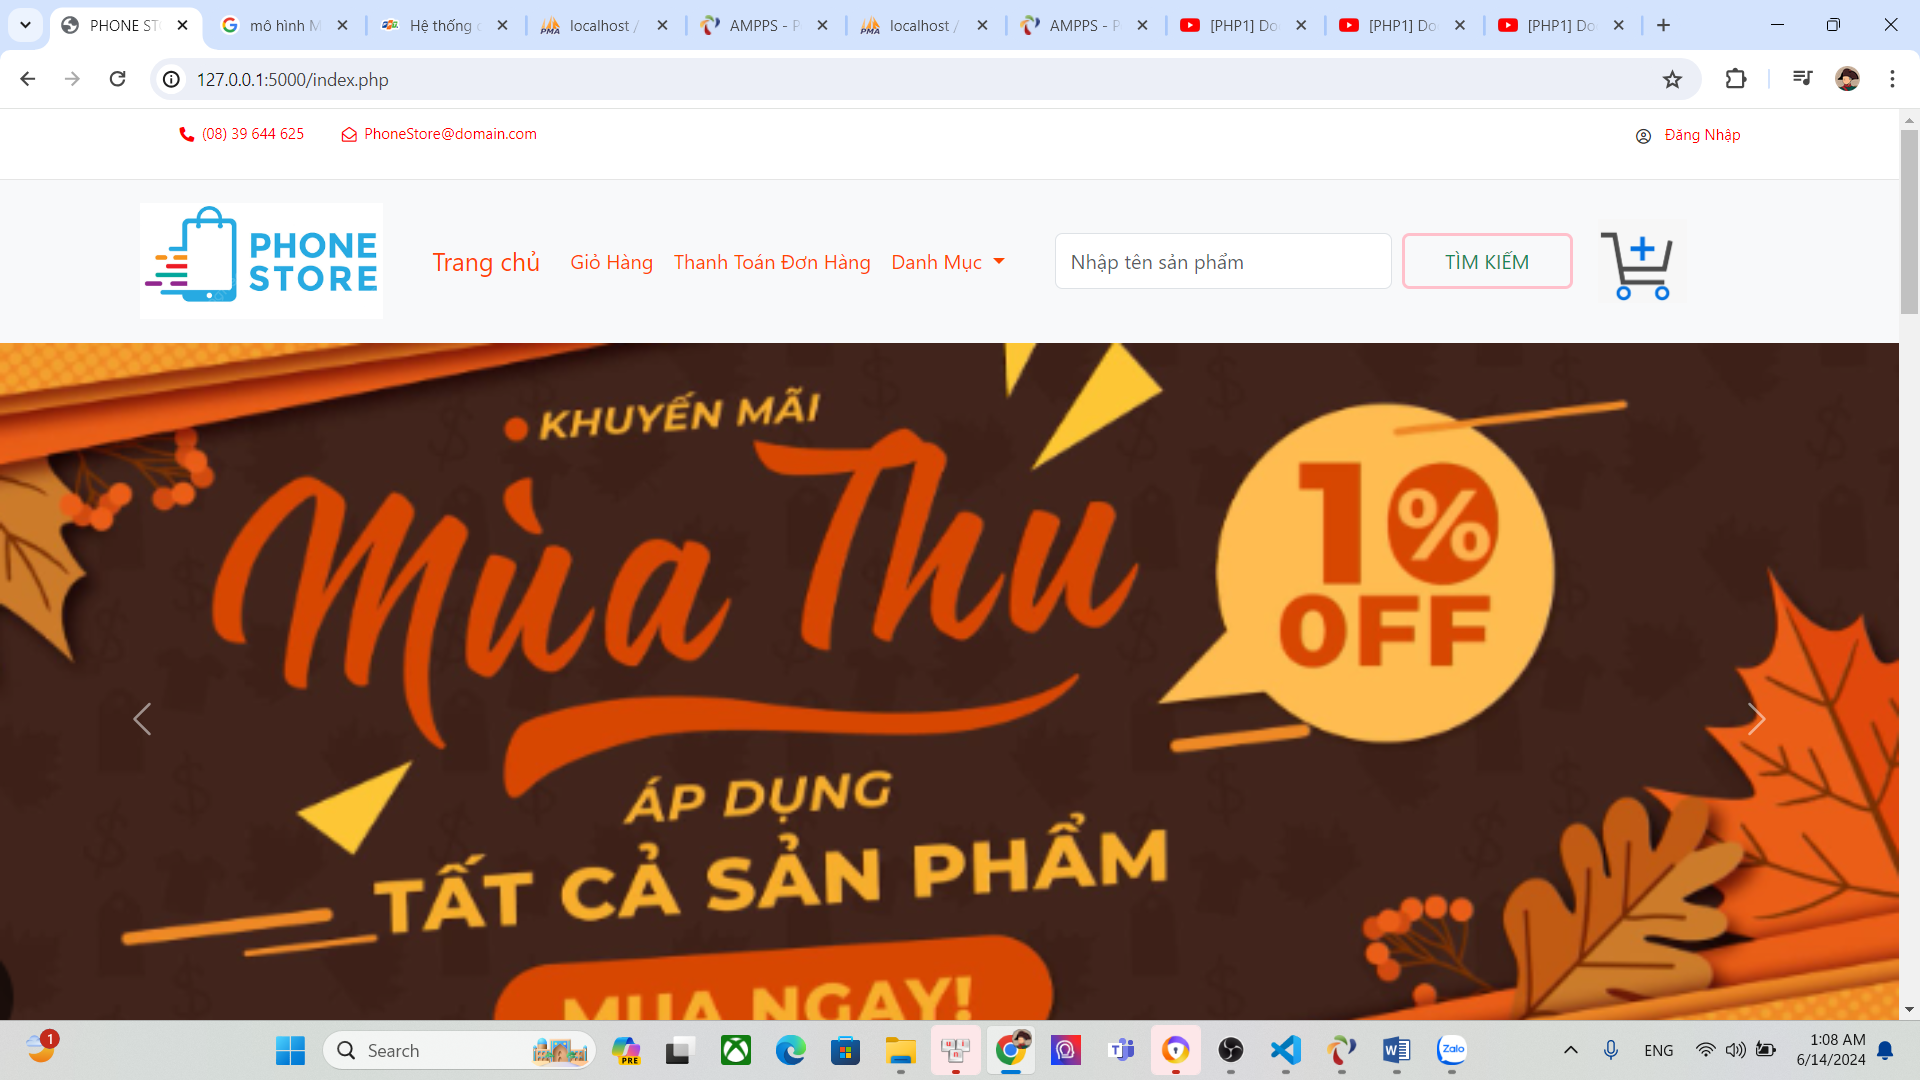 PHONE ST
mô hình M
Hệ thống
localhost /
AMPPS - P
localhost /
AMPPS - P
[PHP1] Do
[PHP1] Do
[PHP1] Do
127.0.0.1:5000/index.php
(08) 39 644 625
PhoneStore@domain.com
Đăng Nhập
PHONE
STORE
Trang chủ
Giỏ Hàng
Thanh Toán Đơn Hàng
Danh Mục
Nhập tên sản phẩm
TÌM KIẾM
KHUYẾN MÃI
Mùa Thu
10%
OFF
ÁP DỤNG
TẤT CẢ SẢN PHẨM
MUA NGAY!
1
Search
PRE
Zalo
ENG
1:08 AM
6/14/2024